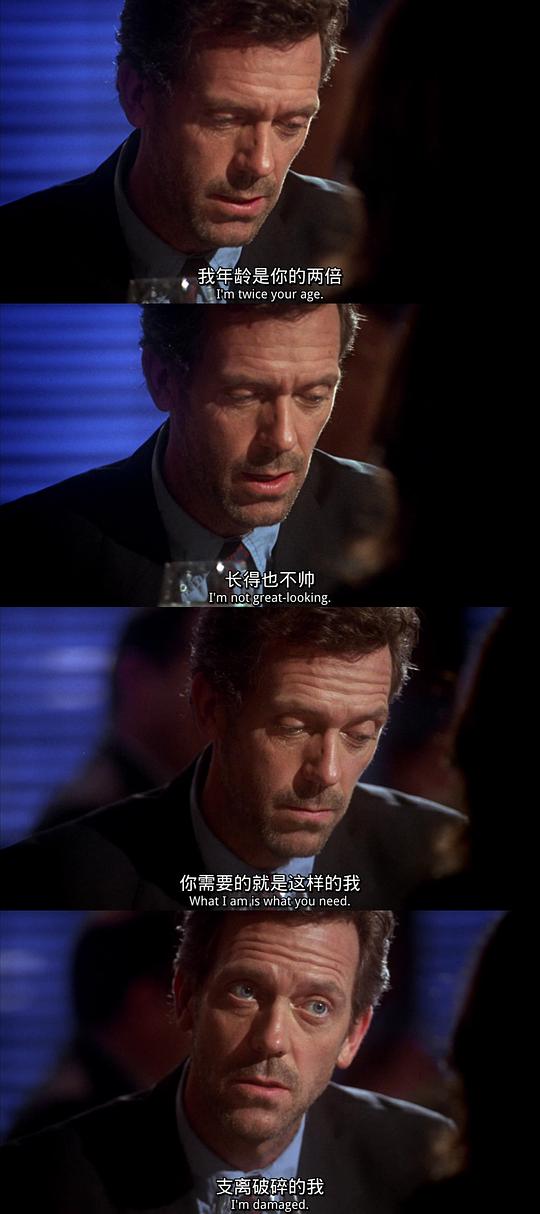 我年龄是你的两倍
I'm twice your age.
长得也不帅
I'm not great-looking.
你需要的就是这样的我
What I am is what you need.
支离破碎的我
I'm damaged.